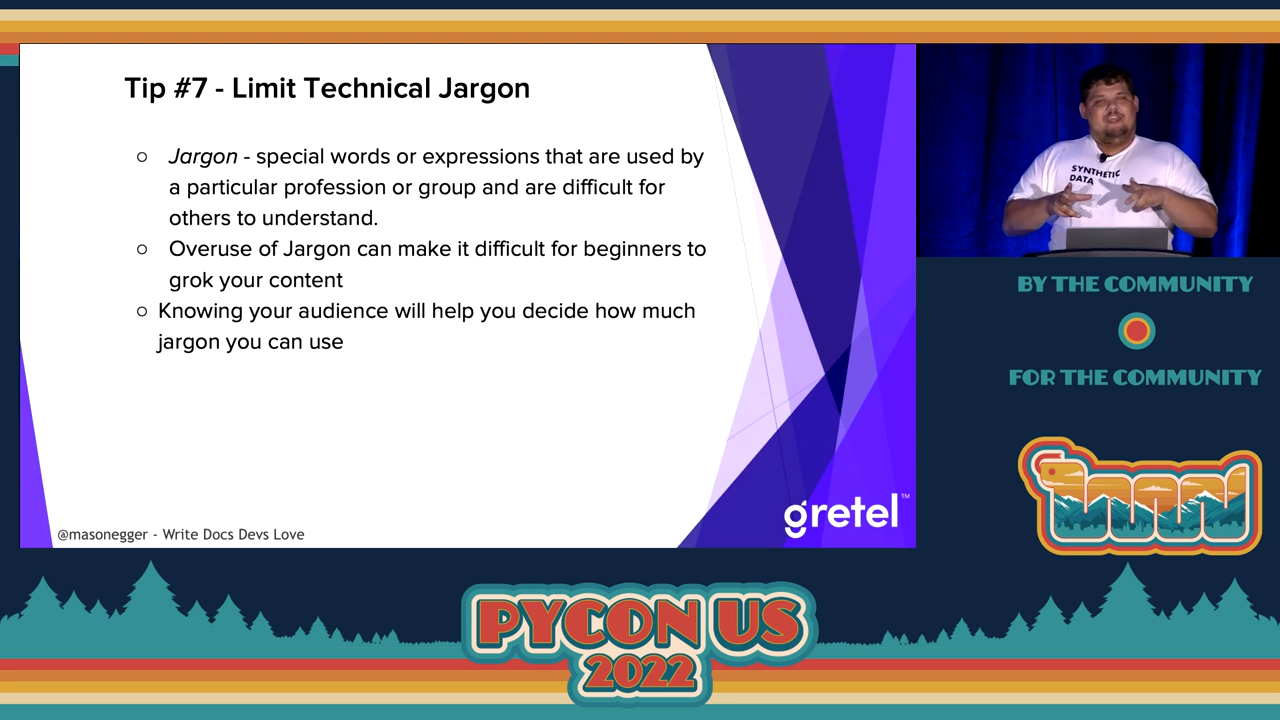 Tip #7 - Limit Technical Jargon
○ Jargon - special words or expressions that are used by
a particular profession or group and are difficult for
others to understand.
○ Overuse of Jargon can make it difficult for beginners to
grok your content
○ Knowing your audience will help you decide how much
jargon you can use
@masonegger - Write Docs Devs Love
gretel™
SYNTHETIC
DATA
BY THE COMMUNITY
FOR THE COMMUNITY
PYCON US
2022